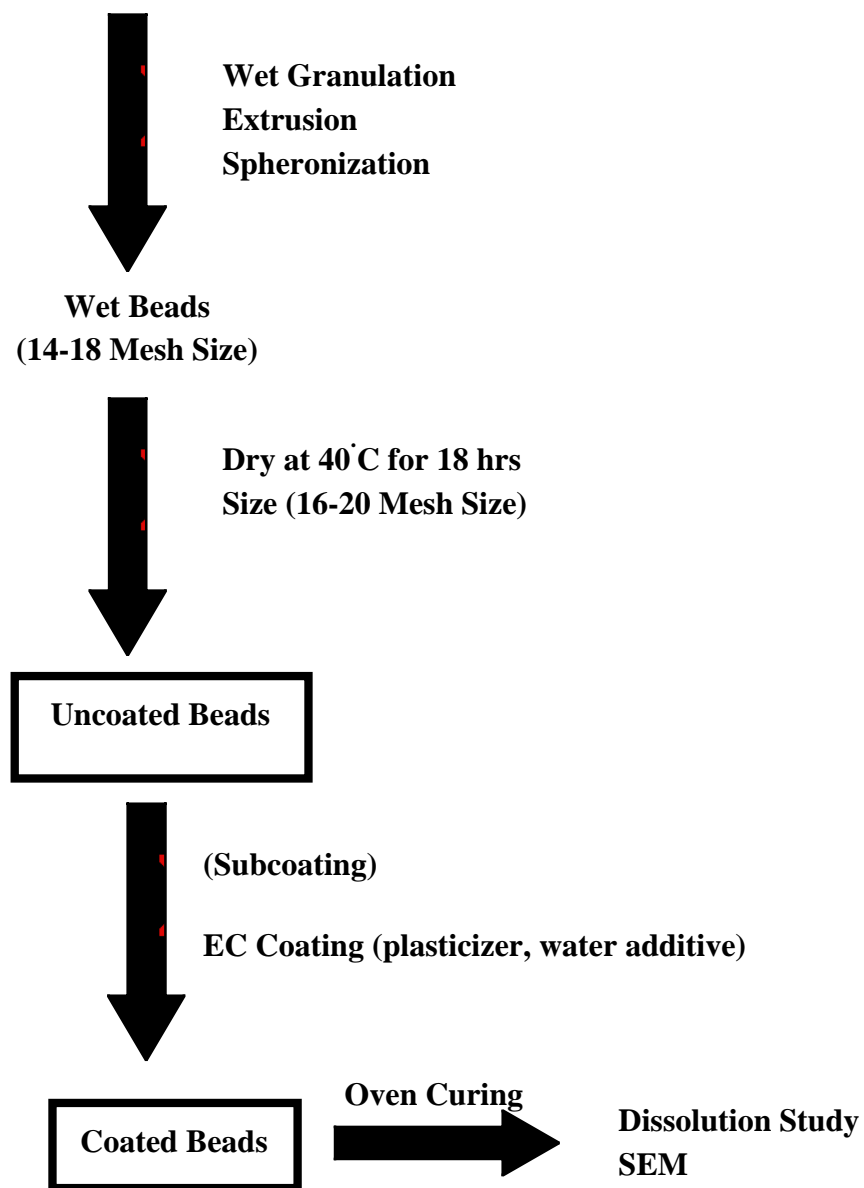 Wet Granulation
Extrusion
Spheronization
Wet Beads
(14-18 Mesh Size)
Dry at 40˙C for 18 hrs
Size (16-20 Mesh Size)
Uncoated Beads
(Subcoating)
EC Coating (plasticizer, water additive)
Oven Curing
Coated Beads
Dissolution Study
SEM